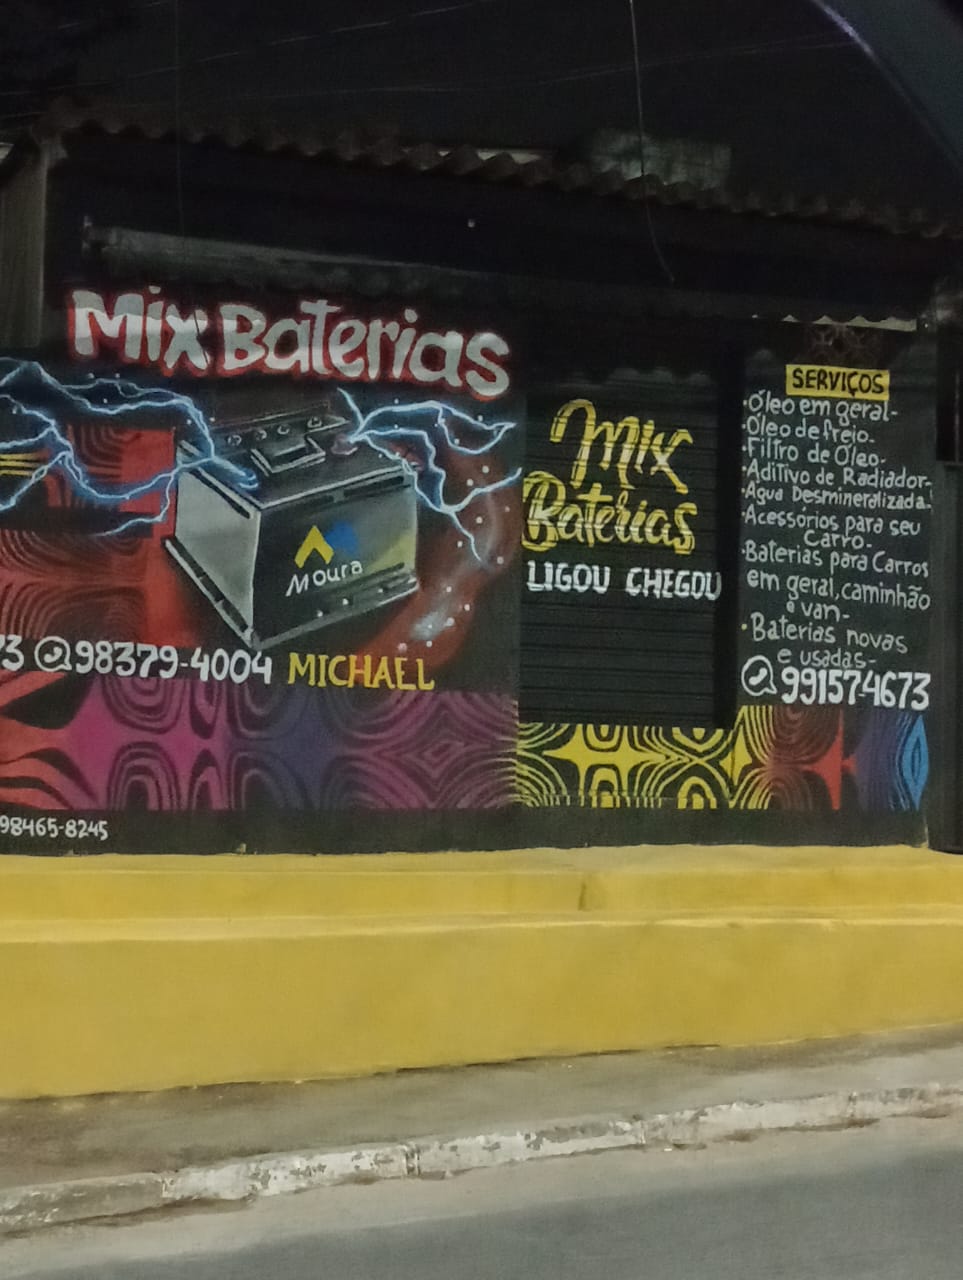 Mix Baterias
Moura
73 98379-4004 MICHAEL
98465-8245
Mix
Baterias
LIGOU CHEGOU
SERVIÇOS
•Óleo em geral-
•Óleo de freio-
•Filtro de Óleo-
•Aditivo de Radiador-
•Água Desmineralizada!
•Acessórios para seu
Carro-
•Baterias para Carros
em geral, caminhão
e van-
•Baterias novas
e usadas-
991574673